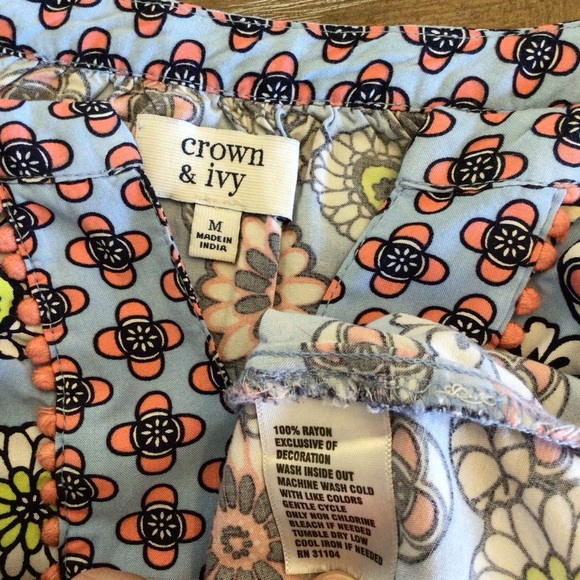 crown
& ivy
M
MADE IN
INDIA
100% RAYON
EXCLUSIVE OF
DECORATION
WASH INSIDE OUT
MACHINE WASH COLD
WITH LIKE COLORS
GENTLE CYCLE
ONLY NON CHLORINE
BLEACH IF NEEDED
TUMBLE DRY LOW
COOL IRON IF NEEDED
RN 31104